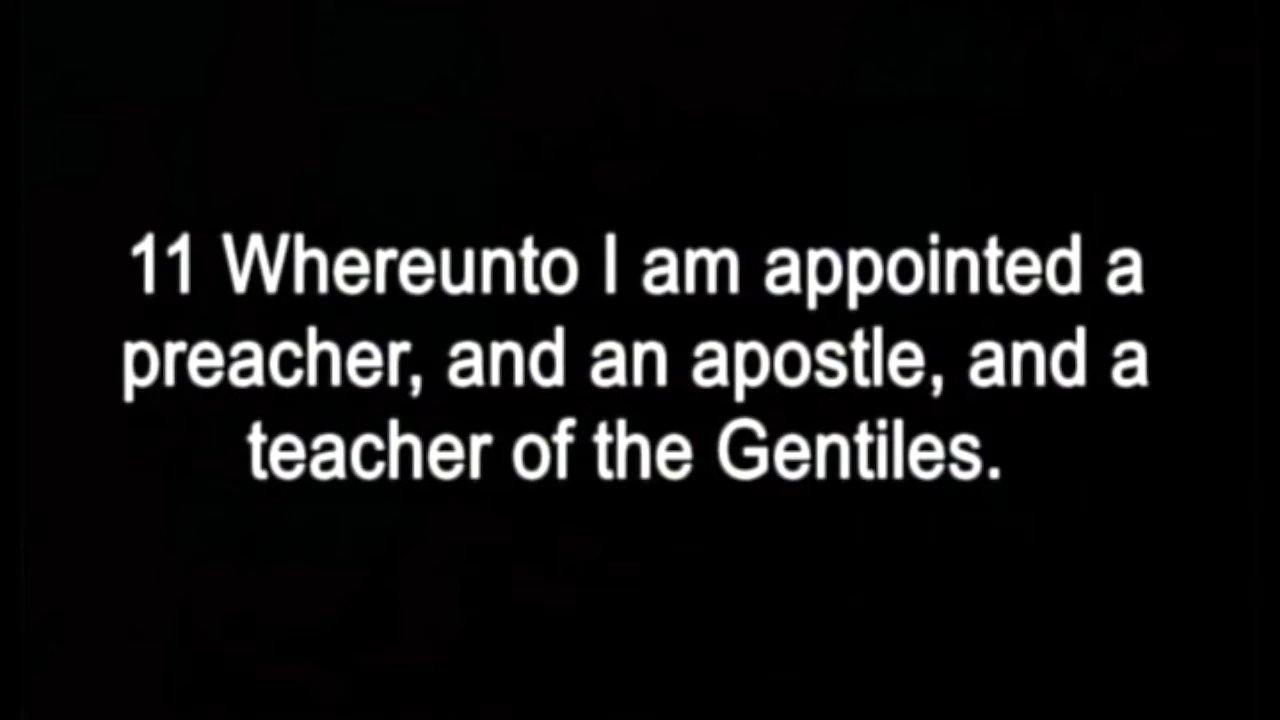 11 Whereunto I am appointed a
preacher, and an apostle, and a
teacher of the Gentiles.